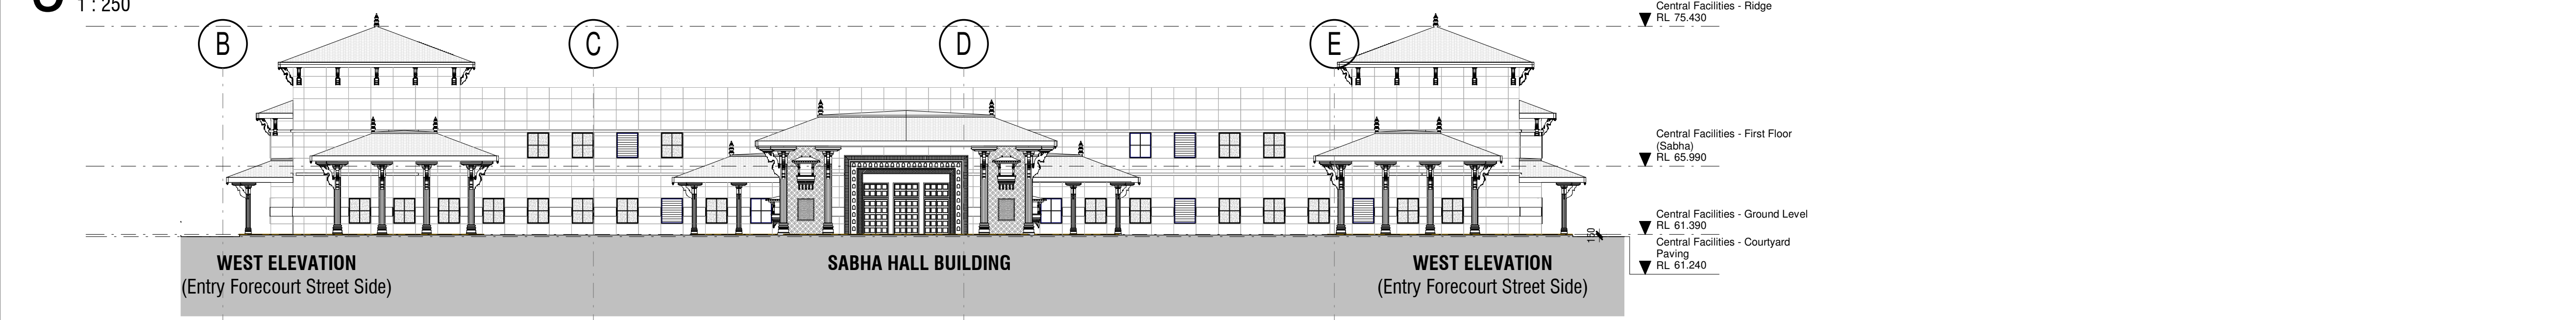 1 : 250
B
C
D
E
Central Facilities - Ridge
RL 75.430
Central Facilities - First Floor
(Sabha)
RL 65.990
Central Facilities - Ground Level
RL 61.390
150
Central Facilities - Courtyard
Paving
RL 61.240
WEST ELEVATION
(Entry Forecourt Street Side)
SABHA HALL BUILDING
WEST ELEVATION
(Entry Forecourt Street Side)